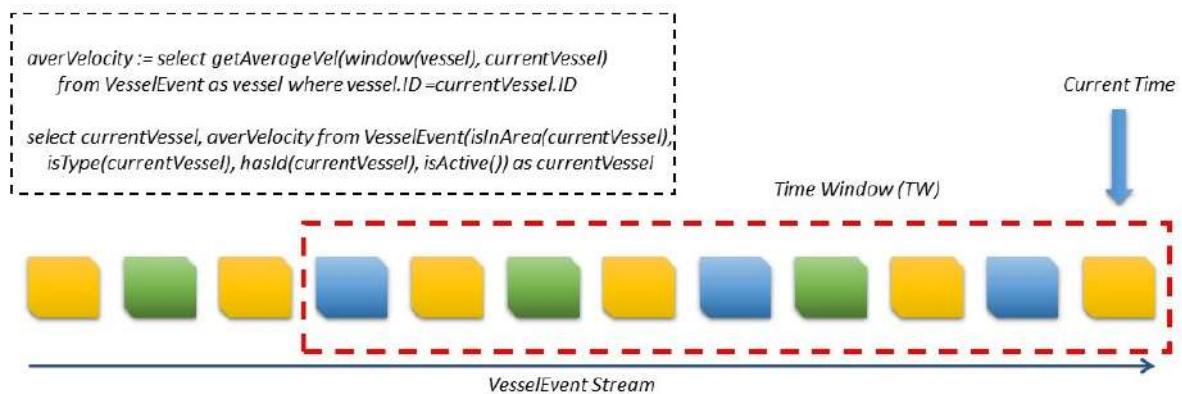 averVelocity := select getAverageVel(window(vessel), currentVessel)
from VesselEvent as vessel where vessel.ID =currentVessel.ID
select currentVessel, averVelocity from VesselEvent(isInArea(currentVessel),
isType(currentVessel), hasId(currentVessel), isActive()) as currentVessel
Current Time
Time Window (TW)
VesselEvent Stream